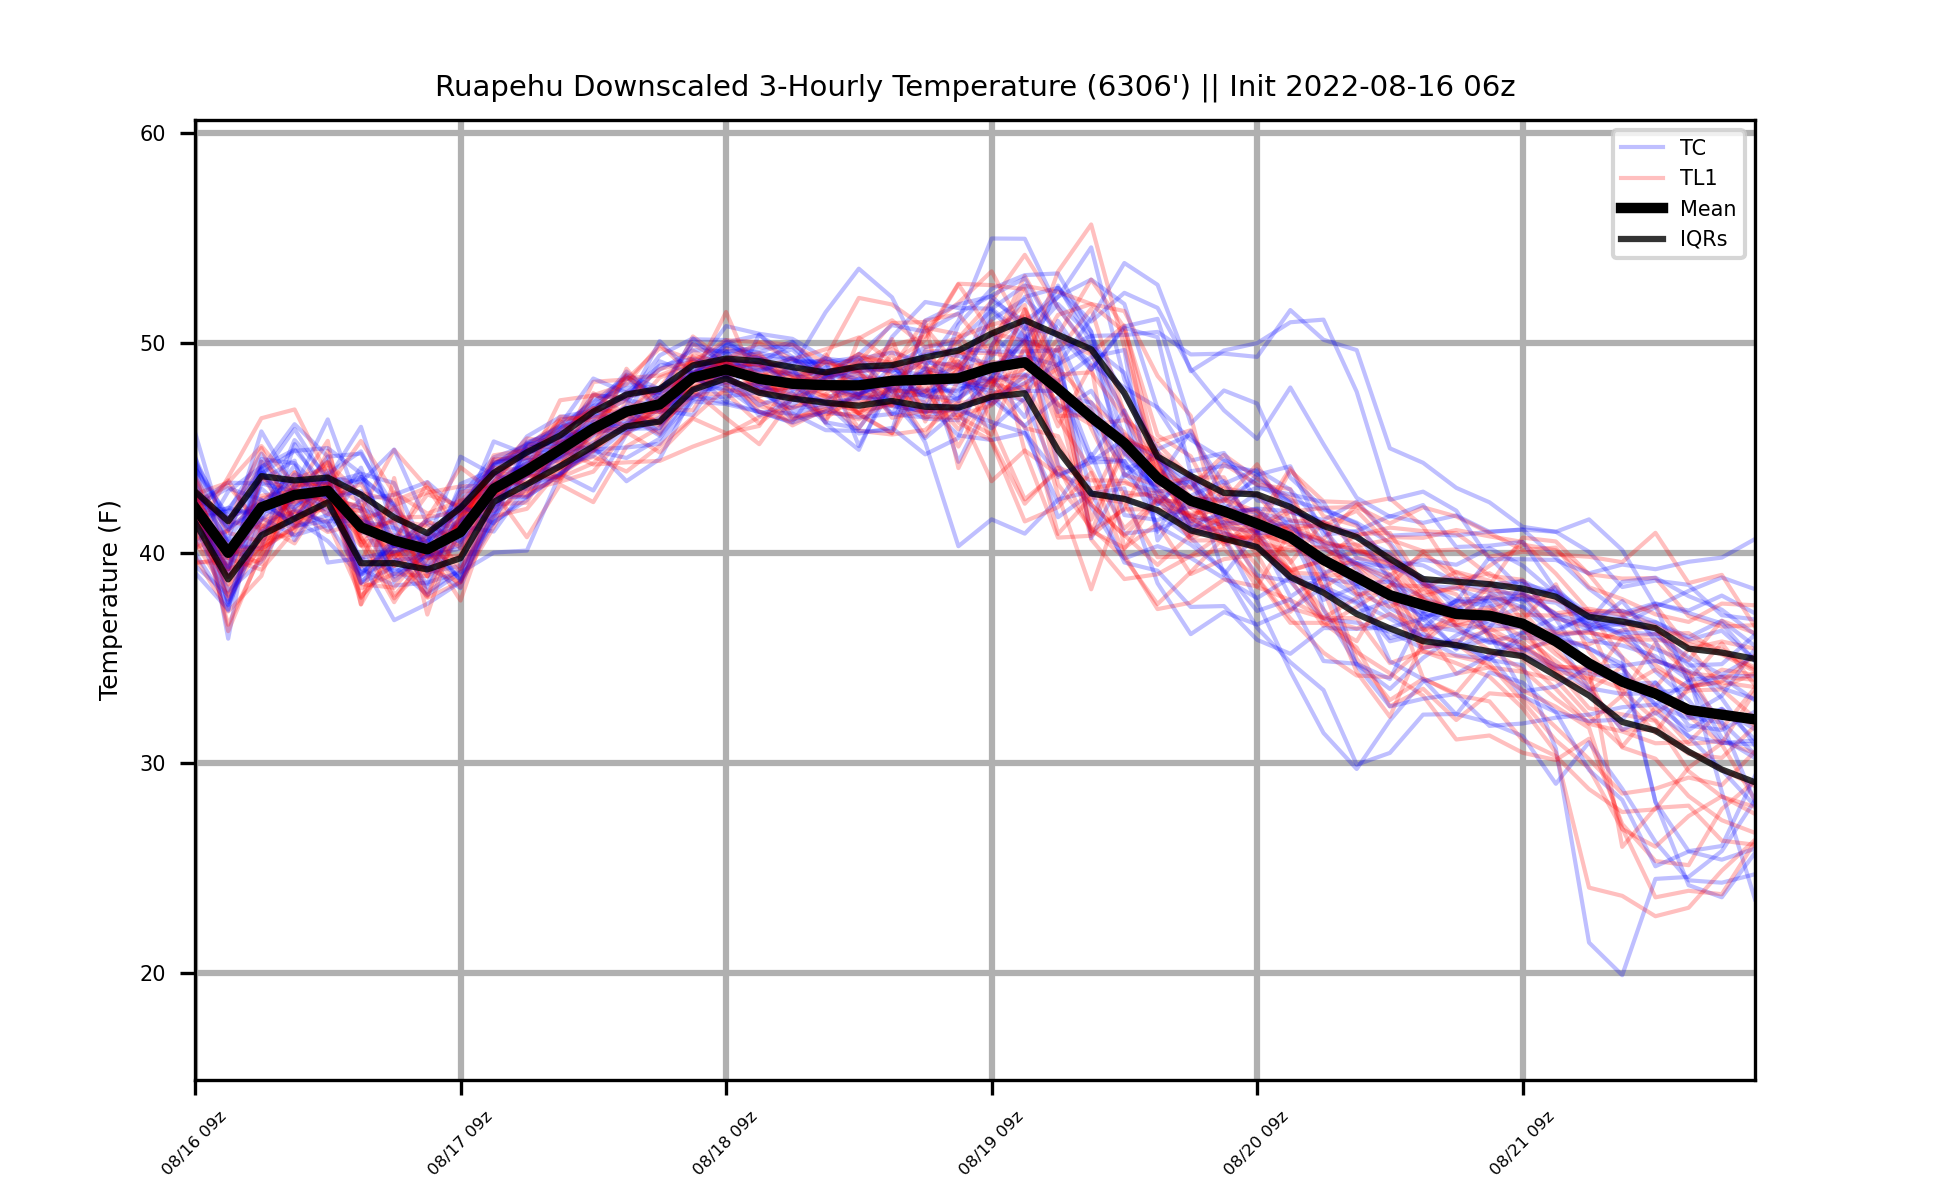 Ruapehu Downscaled 3-Hourly Temperature (6306') || Init 2022-08-16 06z
TC
TL1
Mean
IQRs
Temperature (F)
60
50
40
30
20
08/16 09z
08/17 09z
08/18 09z
08/19 09z
08/20 09z
08/21 09z